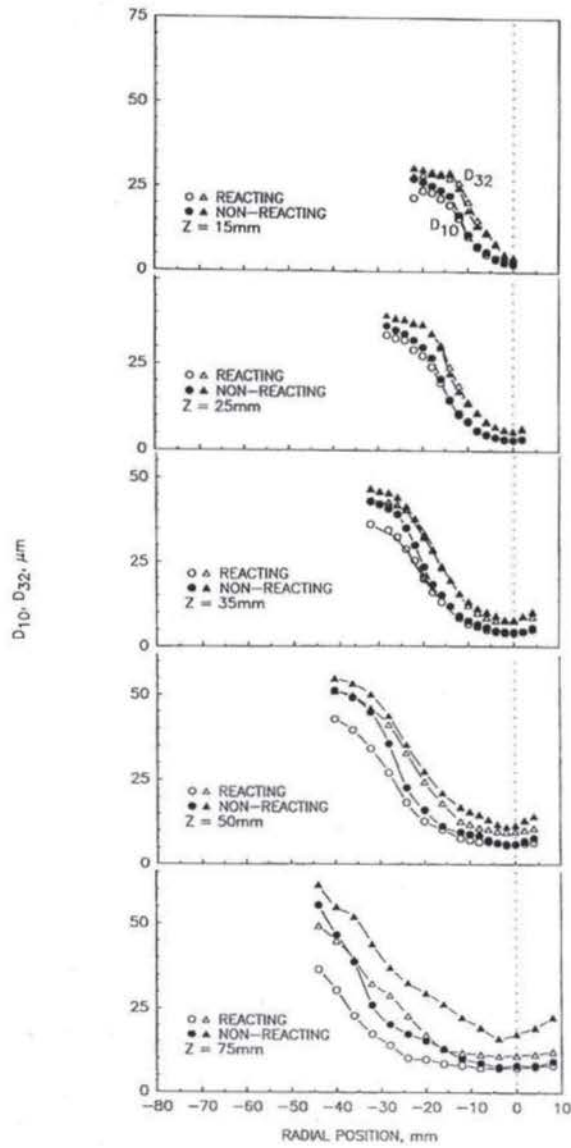 75
50
25
0
D32
D10
○ △ REACTING
● ▲ NON-REACTING
Z = 15mm
25
0
○ △ REACTING
● ▲ NON-REACTING
Z = 25mm
50
25
0
○ △ REACTING
● ▲ NON-REACTING
Z = 35mm
D10, D32, μm
50
25
0
○ △ REACTING
● ▲ NON-REACTING
Z = 50mm
50
25
0
○ △ REACTING
● ▲ NON-REACTING
Z = 75mm
-80 -70 -60 -50 -40 -30 -20 -10 0 10
RADIAL POSITION, mm